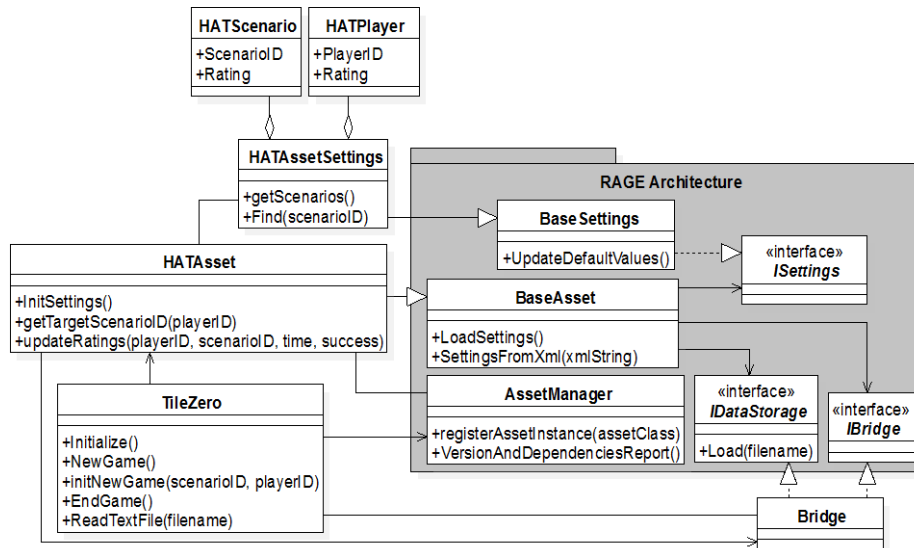 HATScenario
+ScenarioID
+Rating
HATPlayer
+PlayerID
+Rating
HATAssetSettings
+getScenarios()
+Find(scenarioID)
RAGE Architecture
BaseSettings
+UpdateDefaultValues()
«interface»
ISettings
HATAsset
+InitSettings()
+getTargetScenarioID(playerID)
+updateRatings(playerID, scenarioID, time, success)
BaseAsset
+LoadSettings()
+SettingsFromXml(xmlString)
TileZero
+Initialize()
+NewGame()
+initNewGame(scenarioID, playerID)
+EndGame()
+ReadTextFile(filename)
AssetManager
+registerAssetInstance(assetClass)
+VersionAndDependenciesReport()
«interface»
IDataStorage
+Load(filename)
«interface»
IBridge
Bridge